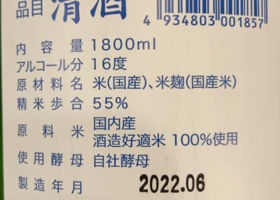 品目 清酒
4 934803 001857
内容量 1800ml
アルコール分 16度
原材料名 米(国産)、米麹(国産米)
精米歩合 55%
原料米 国内産
酒造好適米 100%使用
使用酵母 自社酵母
製造年月 2022.06